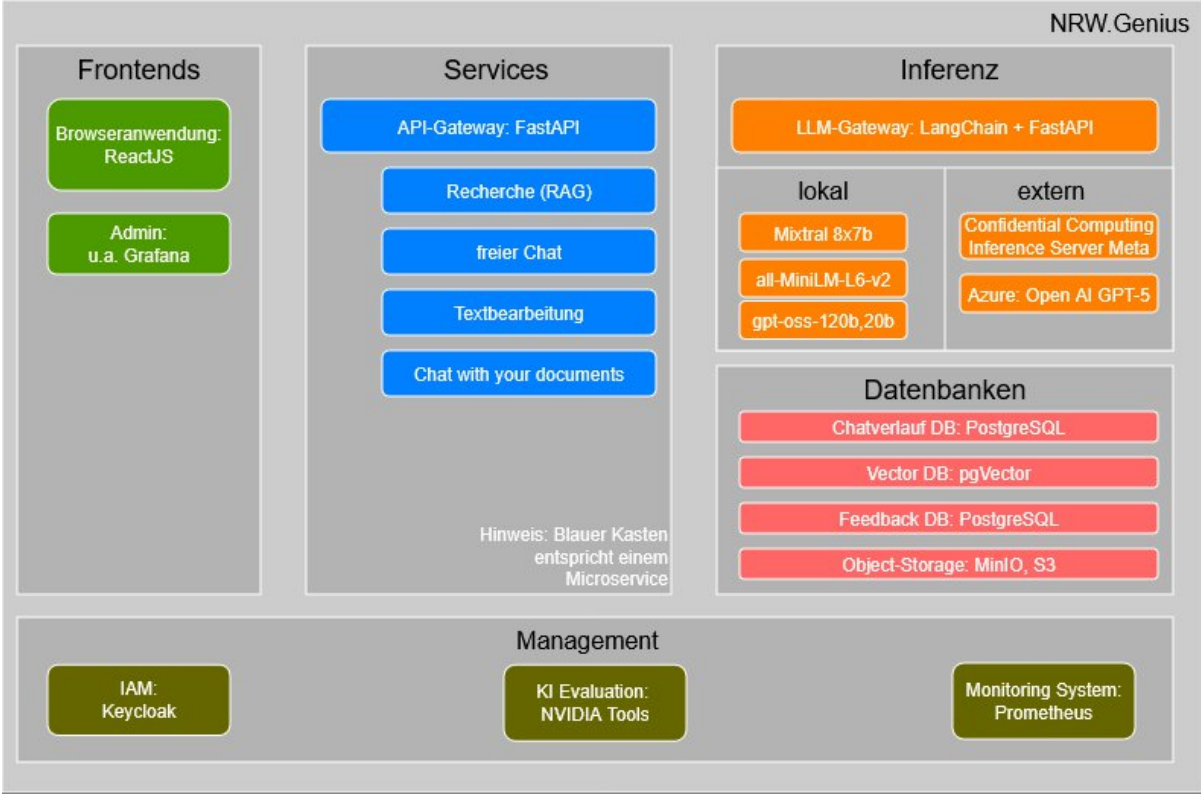 NRW.Genius
Frontends
Browseranwendung:
ReactJS
Admin:
u.a. Grafana
Services
API-Gateway: FastAPI
Recherche (RAG)
freier Chat
Textbearbeitung
Chat with your documents
Hinweis: Blauer Kasten
entspricht einem
Microservice
Inferenz
LLM-Gateway: LangChain + FastAPI
lokal
Mixtral 8x7b
all-MiniLM-L6-v2
gpt-oss-120b,20b
extern
Confidential Computing
Inference Server Meta
Azure: Open AI GPT-5
Datenbanken
Chatverlauf DB: PostgreSQL
Vector DB: pgVector
Feedback DB: PostgreSQL
Object-Storage: MinIO, S3
Management
IAM:
Keycloak
KI Evaluation:
NVIDIA Tools
Monitoring System:
Prometheus